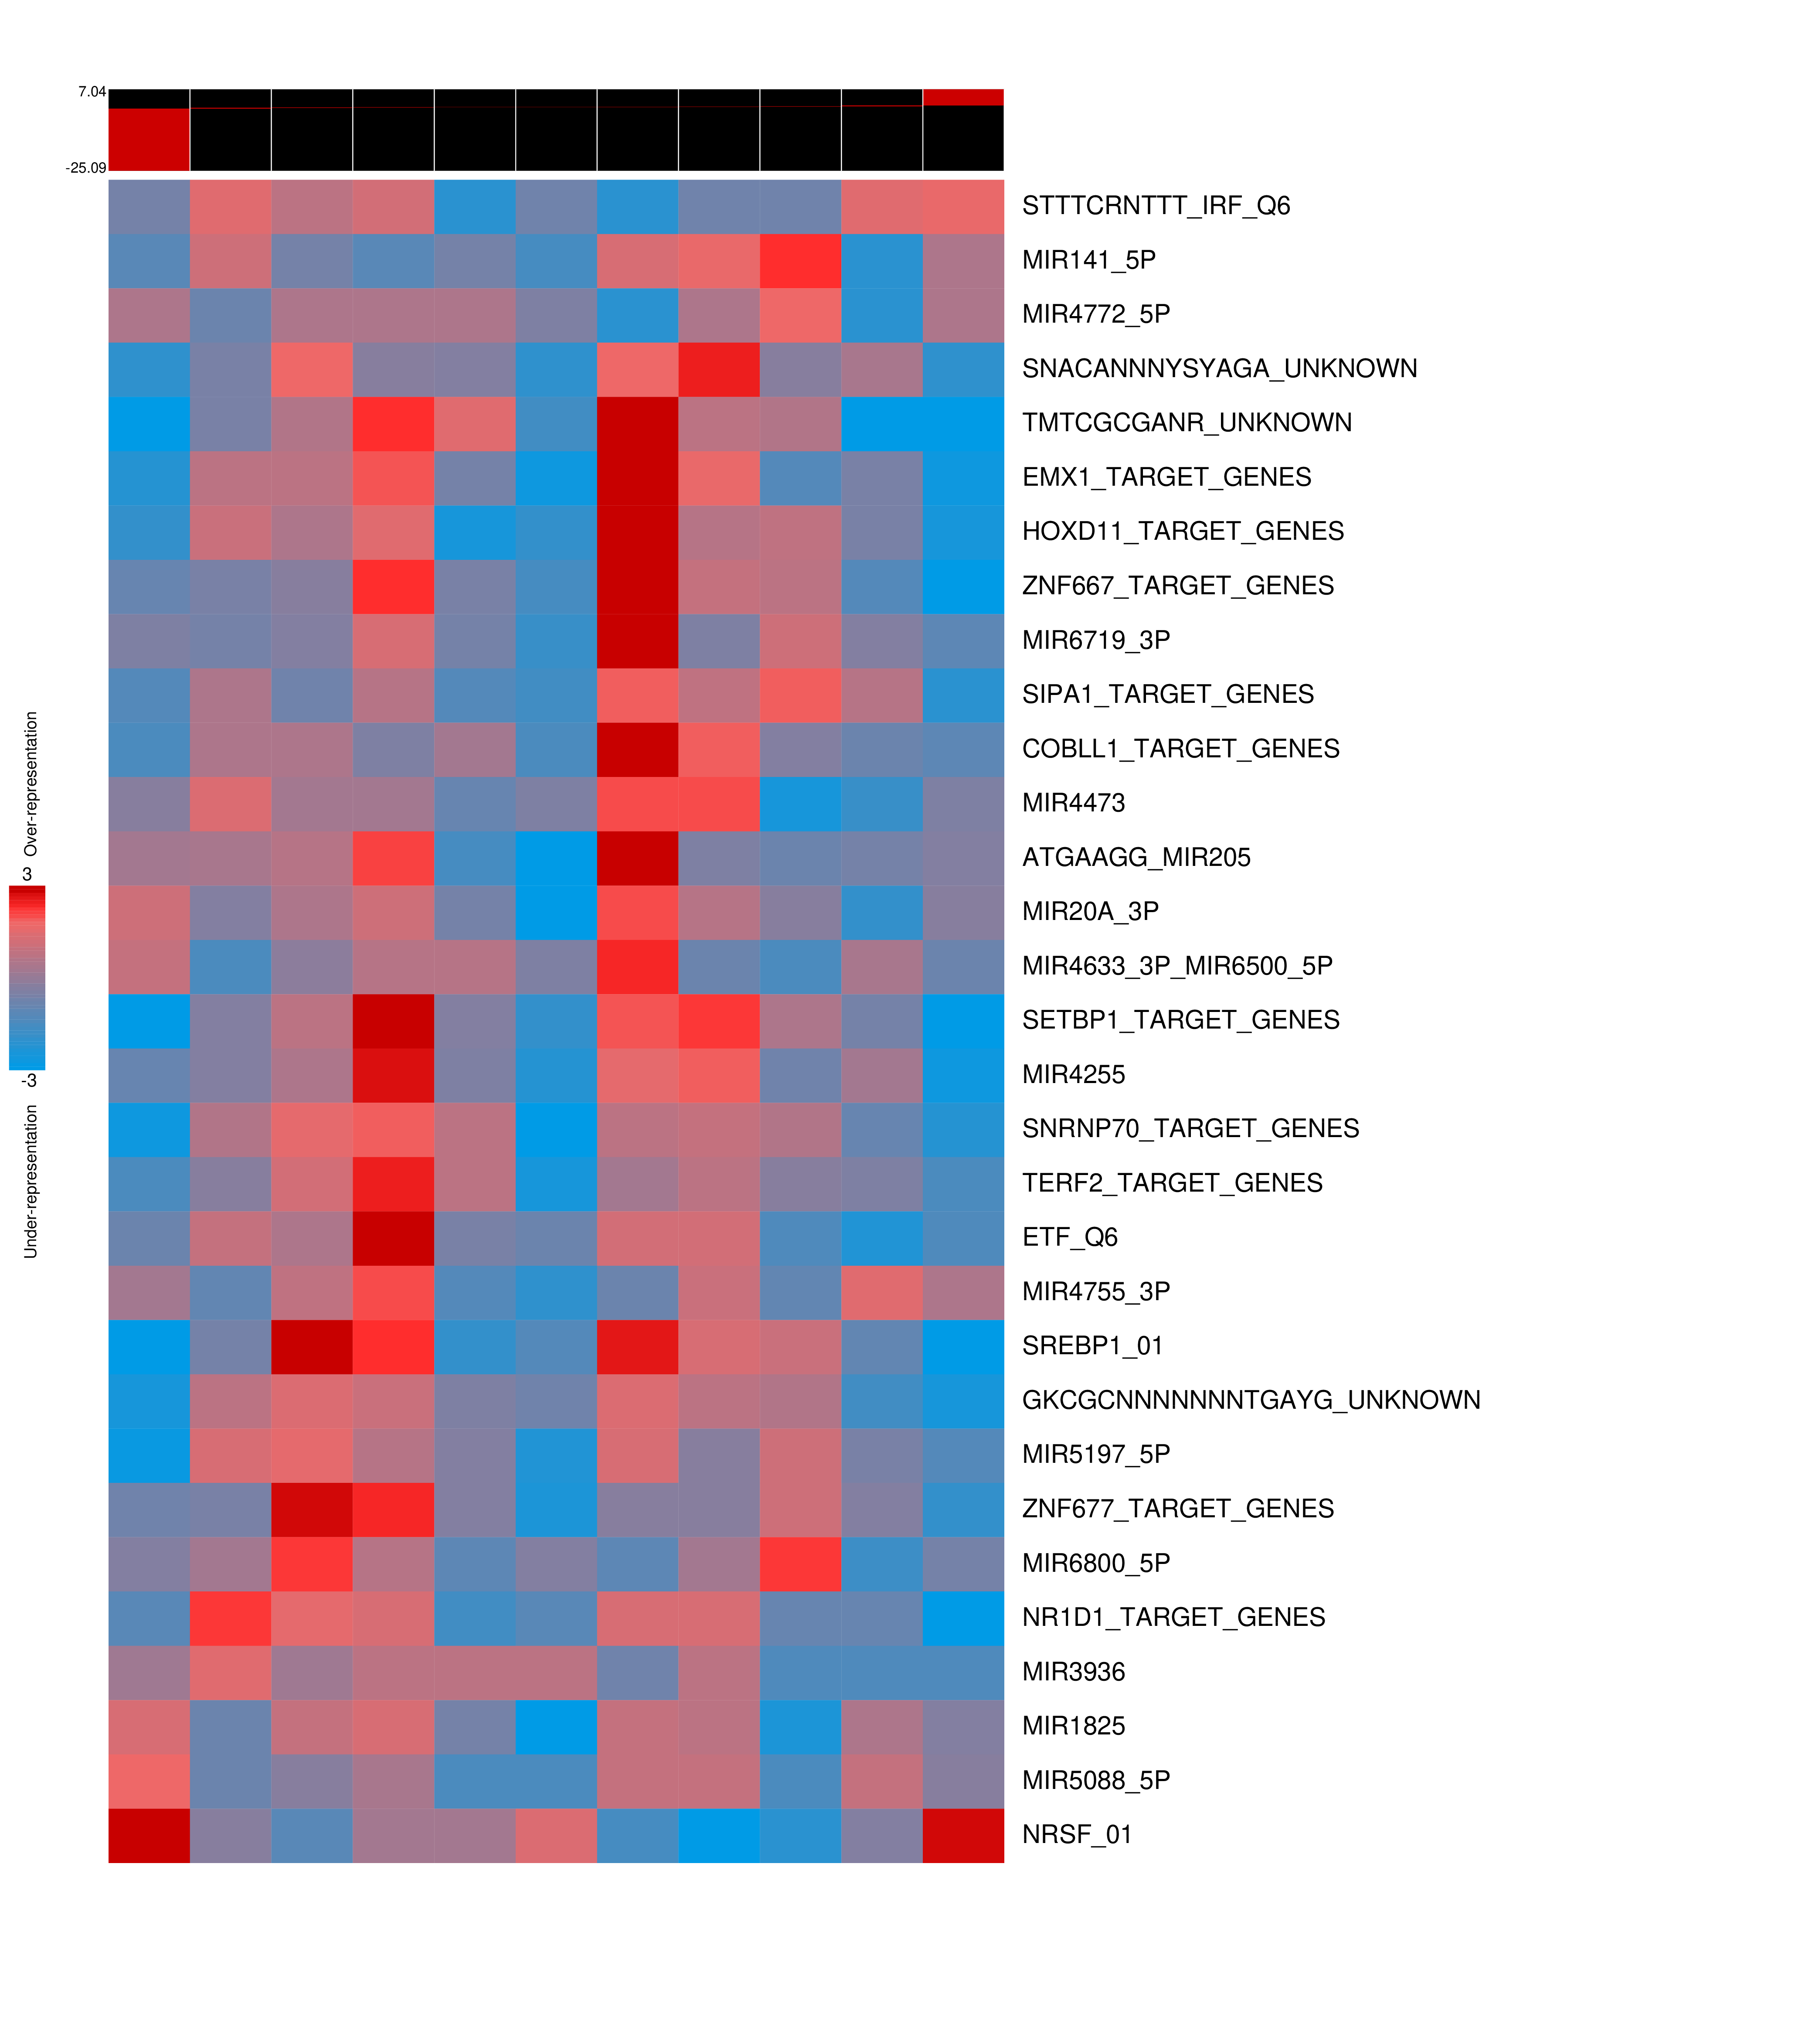 7.04
-25.09
STTTCRNTTT_IRF_Q6
MIR141_5P
MIR4772_5P
SNACANNNYSYAGA_UNKNOWN
TMTCGCGANR_UNKNOWN
EMX1_TARGET_GENES
HOXD11_TARGET_GENES
ZNF667_TARGET_GENES
MIR6719_3P
SIPA1_TARGET_GENES
COBLL1_TARGET_GENES
MIR4473
ATGAAGG_MIR205
MIR20A_3P
MIR4633_3P_MIR6500_5P
SETBP1_TARGET_GENES
MIR4255
SNRNP70_TARGET_GENES
TERF2_TARGET_GENES
ETF_Q6
MIR4755_3P
SREBP1_01
GKCGCNNNNNNNTGAYG_UNKNOWN
MIR5197_5P
ZNF677_TARGET_GENES
MIR6800_5P
NR1D1_TARGET_GENES
MIR3936
MIR1825
MIR5088_5P
NRSF_01
Over-representation
3
-3
Under-representation